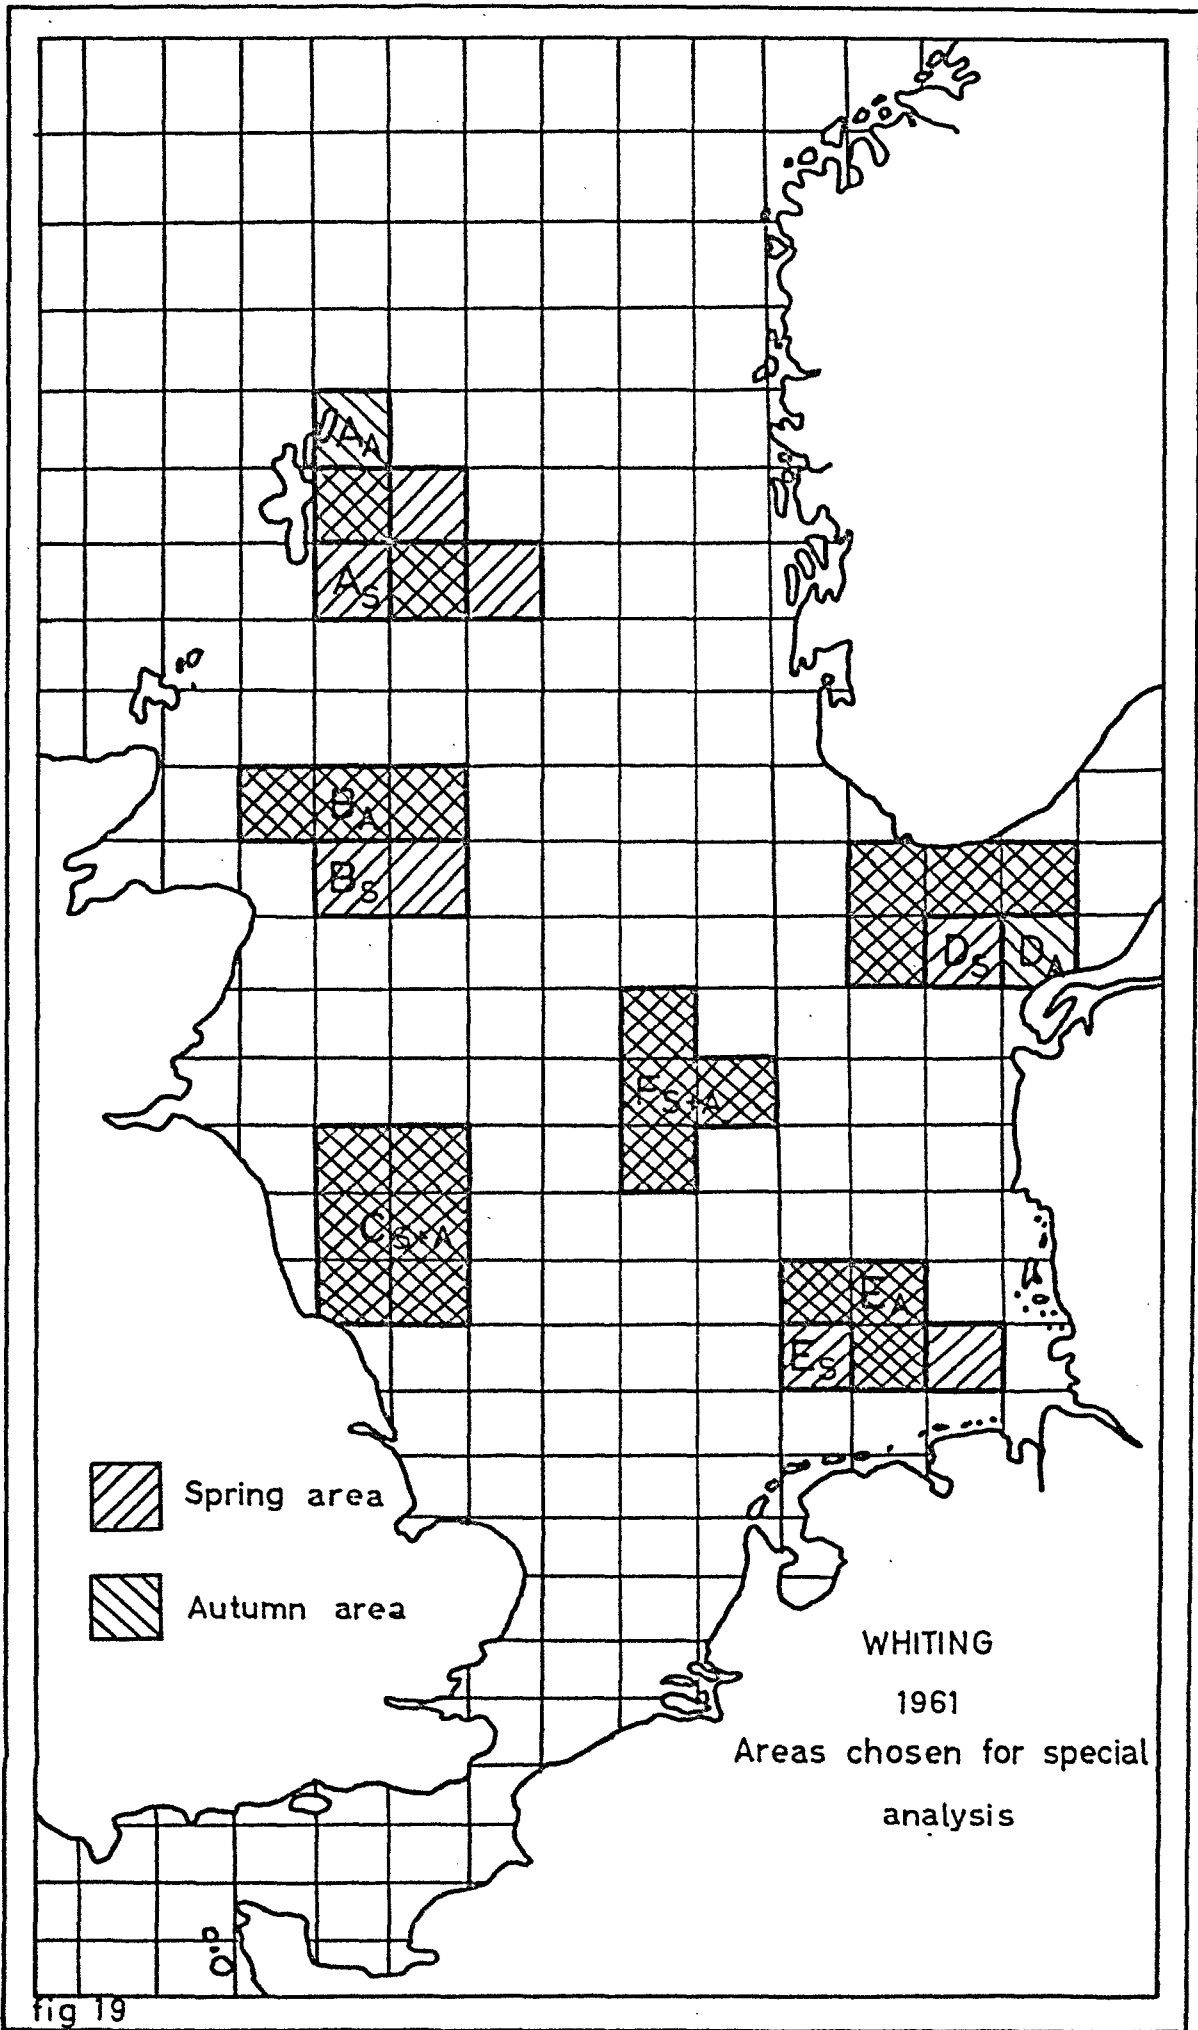 A_A
A_S
B_A
B_S
D_S D_A
F_S+A
C_S+A
E_A
E_S
Spring area
Autumn area
WHITING
1961
Areas chosen for special
analysis
fig 19